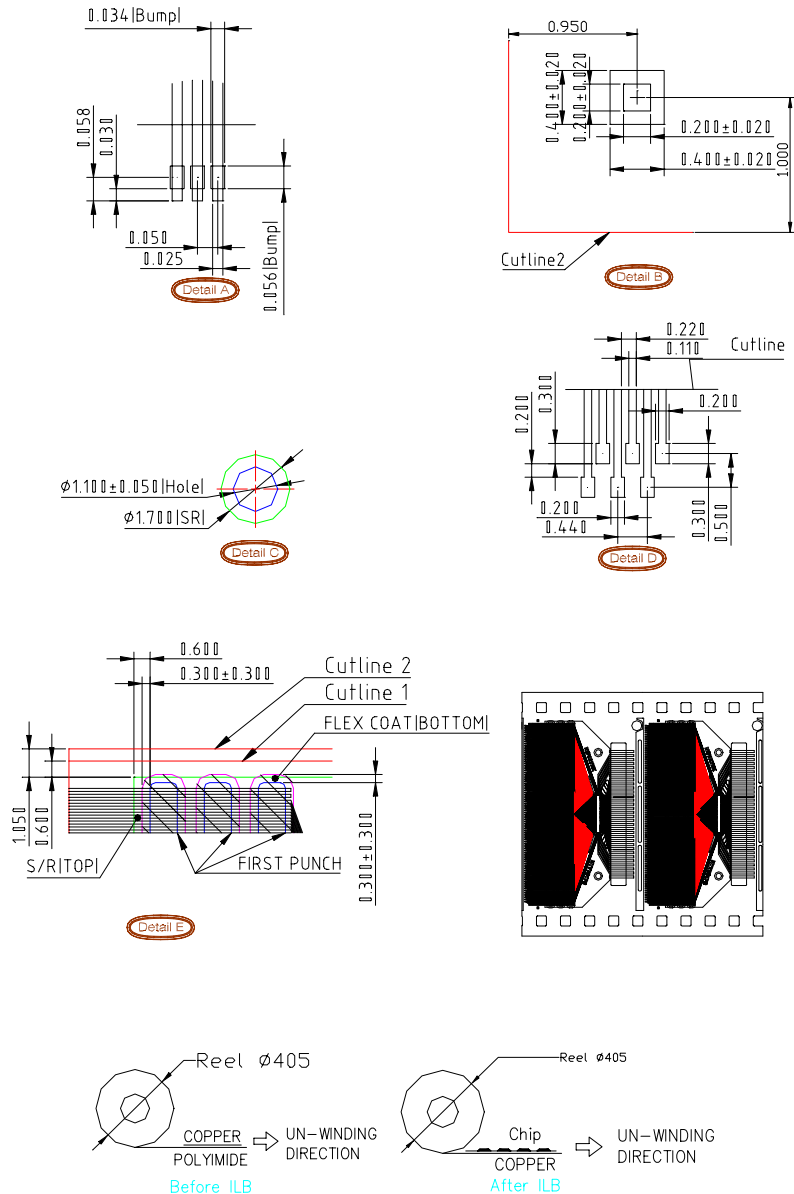 0.034|Bump|
0.058
0.030
0.050
0.025
0.056|Bump|
Detail A
0.950
0.400±0.020
0.200±0.020
0.200±0.020
0.400±0.020
1.000
Cutline2
Detail B
ø1.100±0.050|Hole|
ø1.700|SR|
Detail C
0.220
0.110
Cutline
0.300
0.200
0.200
0.200
0.440
0.300
0.500
Detail D
0.600
0.300±0.300
Cutline 2
Cutline 1
FLEX COAT|BOTTOM|
1.050
0.600
0.300±0.300
S/R|TOP|
FIRST PUNCH
Detail E
Reel ø405
COPPER
POLYIMIDE
UN-WINDING
DIRECTION
Before ILB
Reel ø405
Chip
COPPER
UN-WINDING
DIRECTION
After ILB